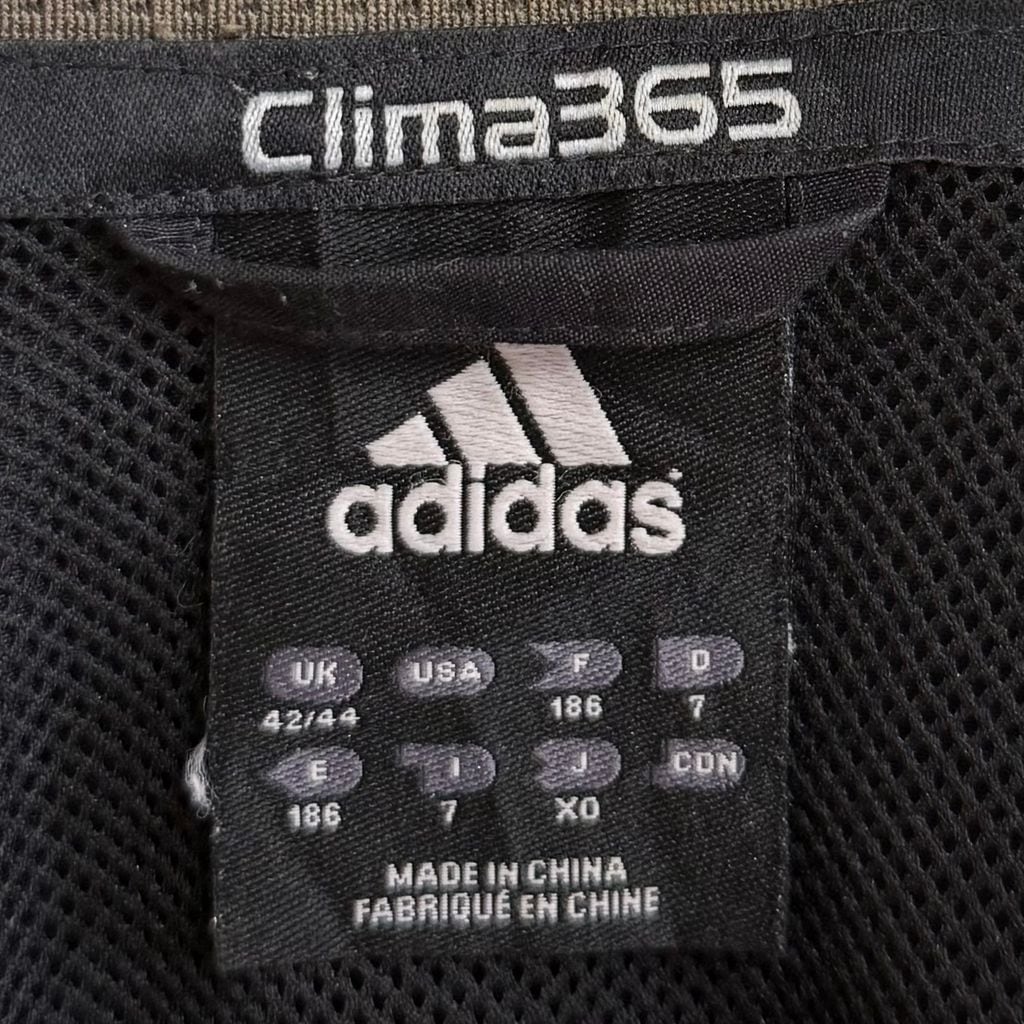 Clima365
adidas
UK USA F D
42/44 186 7
E I J CDN
186 7 XO
MADE IN CHINA
FABRIQUÉ EN CHINE